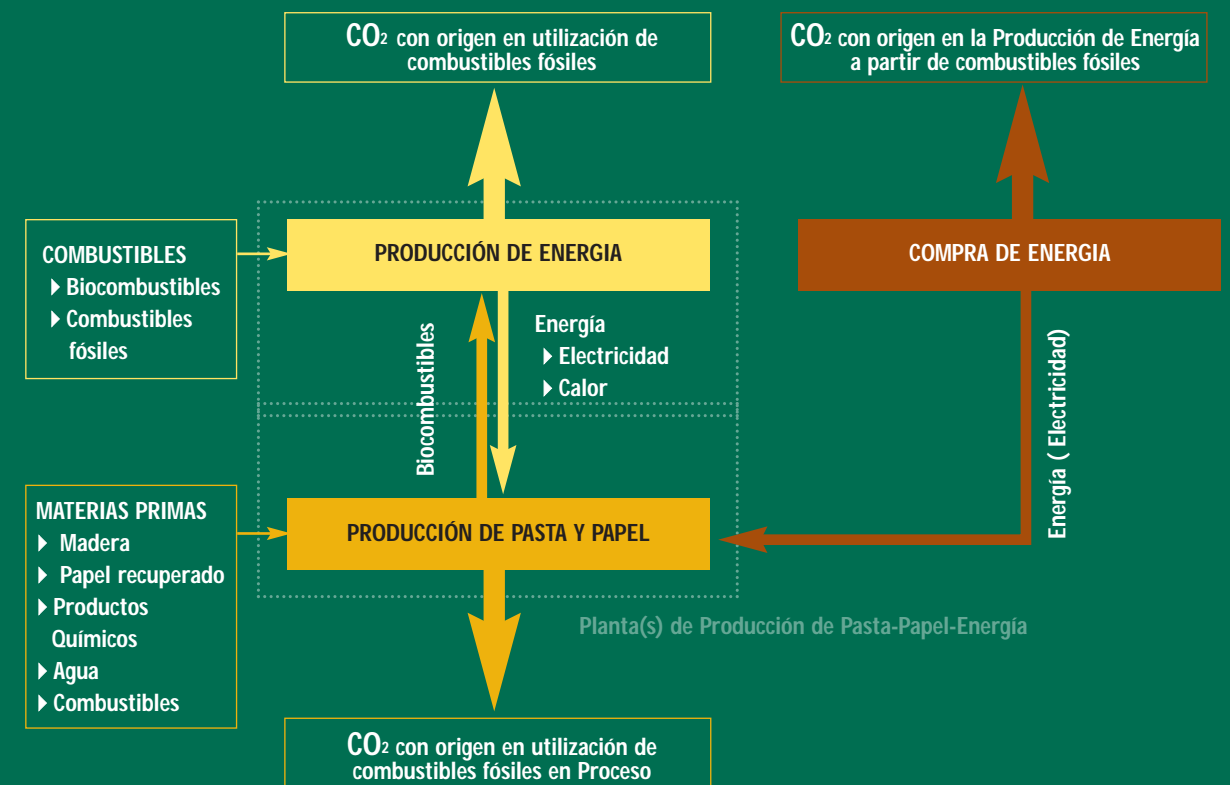 CO2 con origen en utilización de
combustibles fósiles
CO2 con origen en la Producción de Energía
a partir de combustibles fósiles
COMBUSTIBLES
Biocombustibles
Combustibles
fósiles
PRODUCCIÓN DE ENERGIA
COMPRA DE ENERGIA
Biocombustibles
Energía
Electricidad
Calor
Energía ( Electricidad)
MATERIAS PRIMAS
Madera
Papel recuperado
Productos
Químicos
Agua
Combustibles
PRODUCCIÓN DE PASTA Y PAPEL
Planta(s) de Producción de Pasta-Papel-Energía
CO2 con origen en utilización de
combustibles fósiles en Proceso